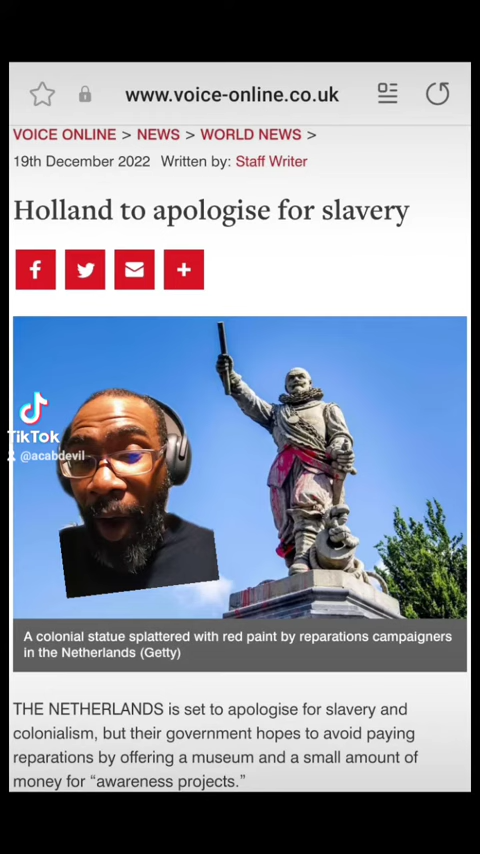 www.voice-online.co.uk
VOICE ONLINE > NEWS > WORLD NEWS >
19th December 2022 Written by: Staff Writer
Holland to apologise for slavery
TikTok
@acabdevil
A colonial statue splattered with red paint by reparations campaigners
in the Netherlands (Getty)
THE NETHERLANDS is set to apologise for slavery and
colonialism, but their government hopes to avoid paying
reparations by offering a museum and a small amount of
money for “awareness projects.”